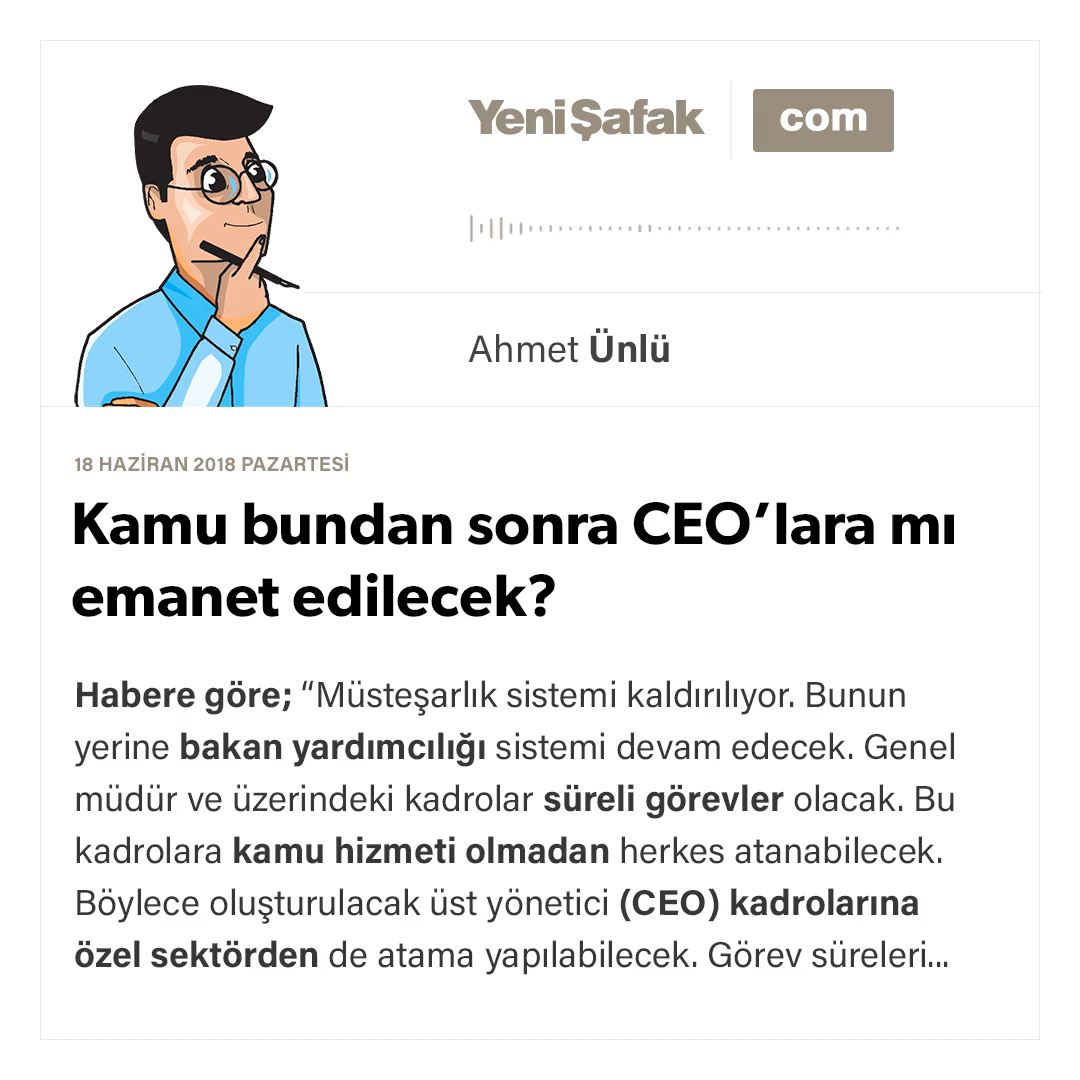 YeniŞafak
com
Ahmet Ünlü
18 HAZİRAN 2018 PAZARTESİ
Kamu bundan sonra CEO’lara mı
emanet edilecek?
Habere göre; “Müsteşarlık sistemi kaldırılıyor. Bunun
yerine bakan yardımcılığı sistemi devam edecek. Genel
müdür ve üzerindeki kadrolar süreli görevler olacak. Bu
kadrolara kamu hizmeti olmadan herkes atanabilecek.
Böylece oluşturulacak üst yönetici (CEO) kadrolarına
özel sektörden de atama yapılabilecek. Görev süreleri...